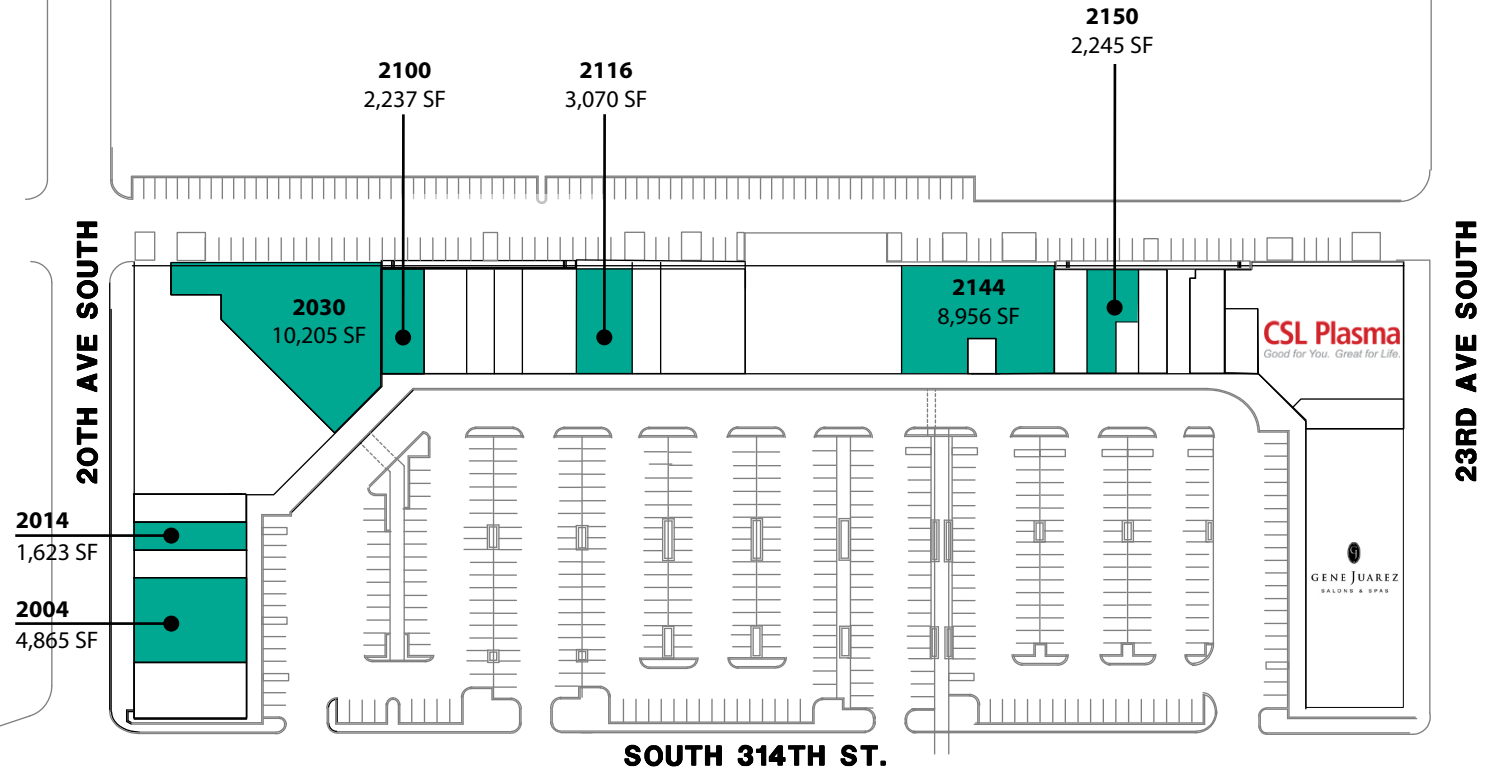 2150
2,245 SF
2100
2,237 SF
2116
3,070 SF
20TH AVE SOUTH
23RD AVE SOUTH
2030
10,205 SF
2144
8,956 SF
CSL Plasma
Good for You. Great for Life.
2014
1,623 SF
2004
4,865 SF
G
GENE JUAREZ
SALONS & SPAS
SOUTH 314TH ST.